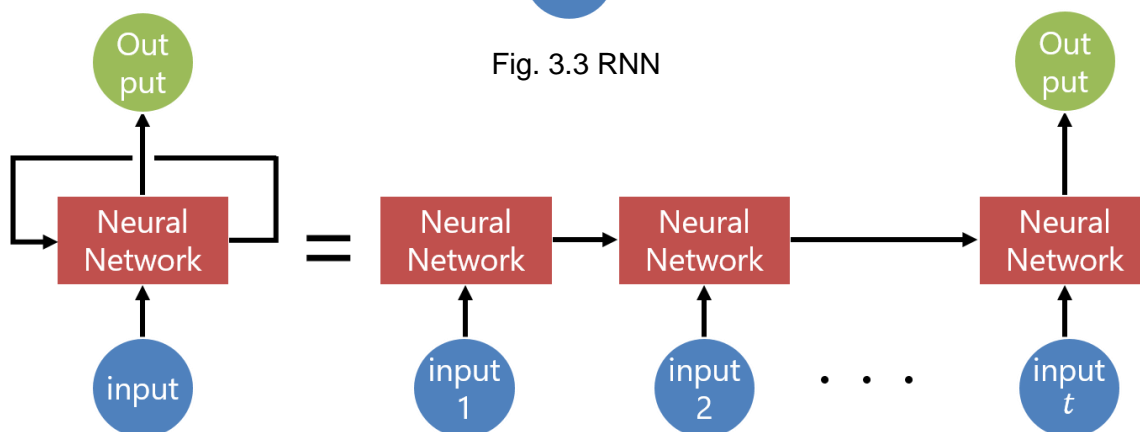 Out
put
Fig. 3.3 RNN
Out
put
Neural
Network
=
Neural
Network
Neural
Network
Neural
Network
input
input
1
input
2
. . .
input
t